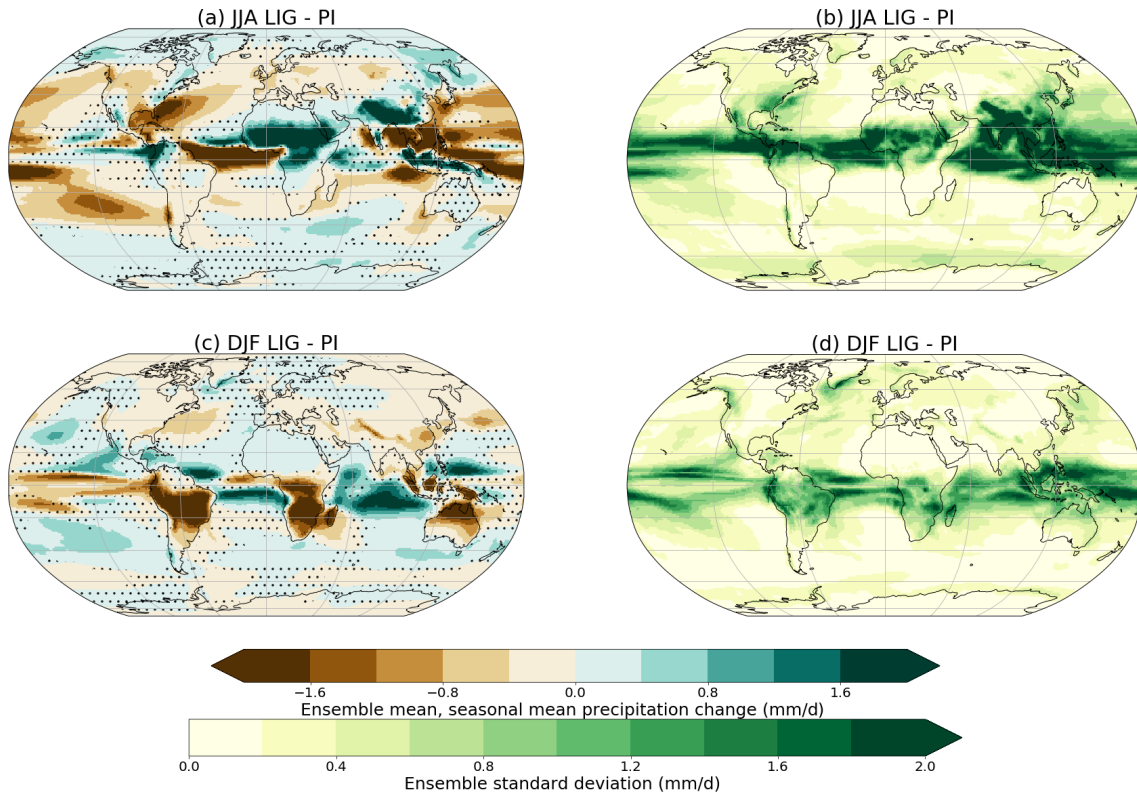 (a) JJA LIG - PI
(b) JJA LIG - PI
(c) DJF LIG - PI
(d) DJF LIG - PI
−1.6 −0.8 0.0 0.8 1.6
Ensemble mean, seasonal mean precipitation change (mm/d)
0.0 0.4 0.8 1.2 1.6 2.0
Ensemble standard deviation (mm/d)